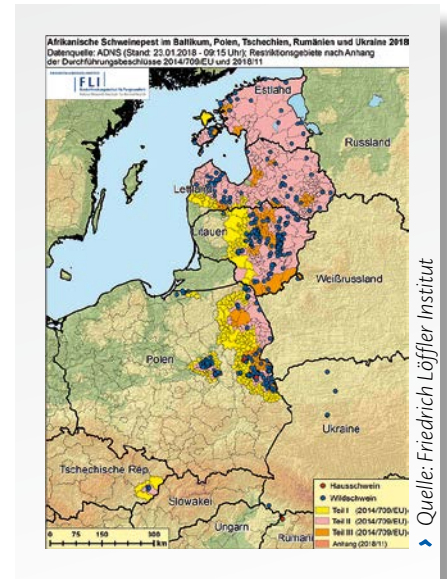 Afrikanische Schweinepest im Baltikum, Polen, Tschechien, Rumänien und Ukraine 2018
Datenquelle: ADNS (Stand: 23.01.2018 - 09:15 Uhr); Restriktionsgebiete nach Anhang
der Durchführungsbeschlüsse 2014/709/EU und 2018/11
FLI
Estland
Russland
Lettland
Litauen
Weißrussland
Polen
Ukraine
Tschechische Rep.
Slowakei
Ungarn
Hausschwein
Wildschwein
Teil I (2014/709/EU)
Teil II (2014/709/EU)
Teil III (2014/709/EU)
Anhang (2018/11)
0 75 150 300
km
Quelle: Friedrich Löffler Institut